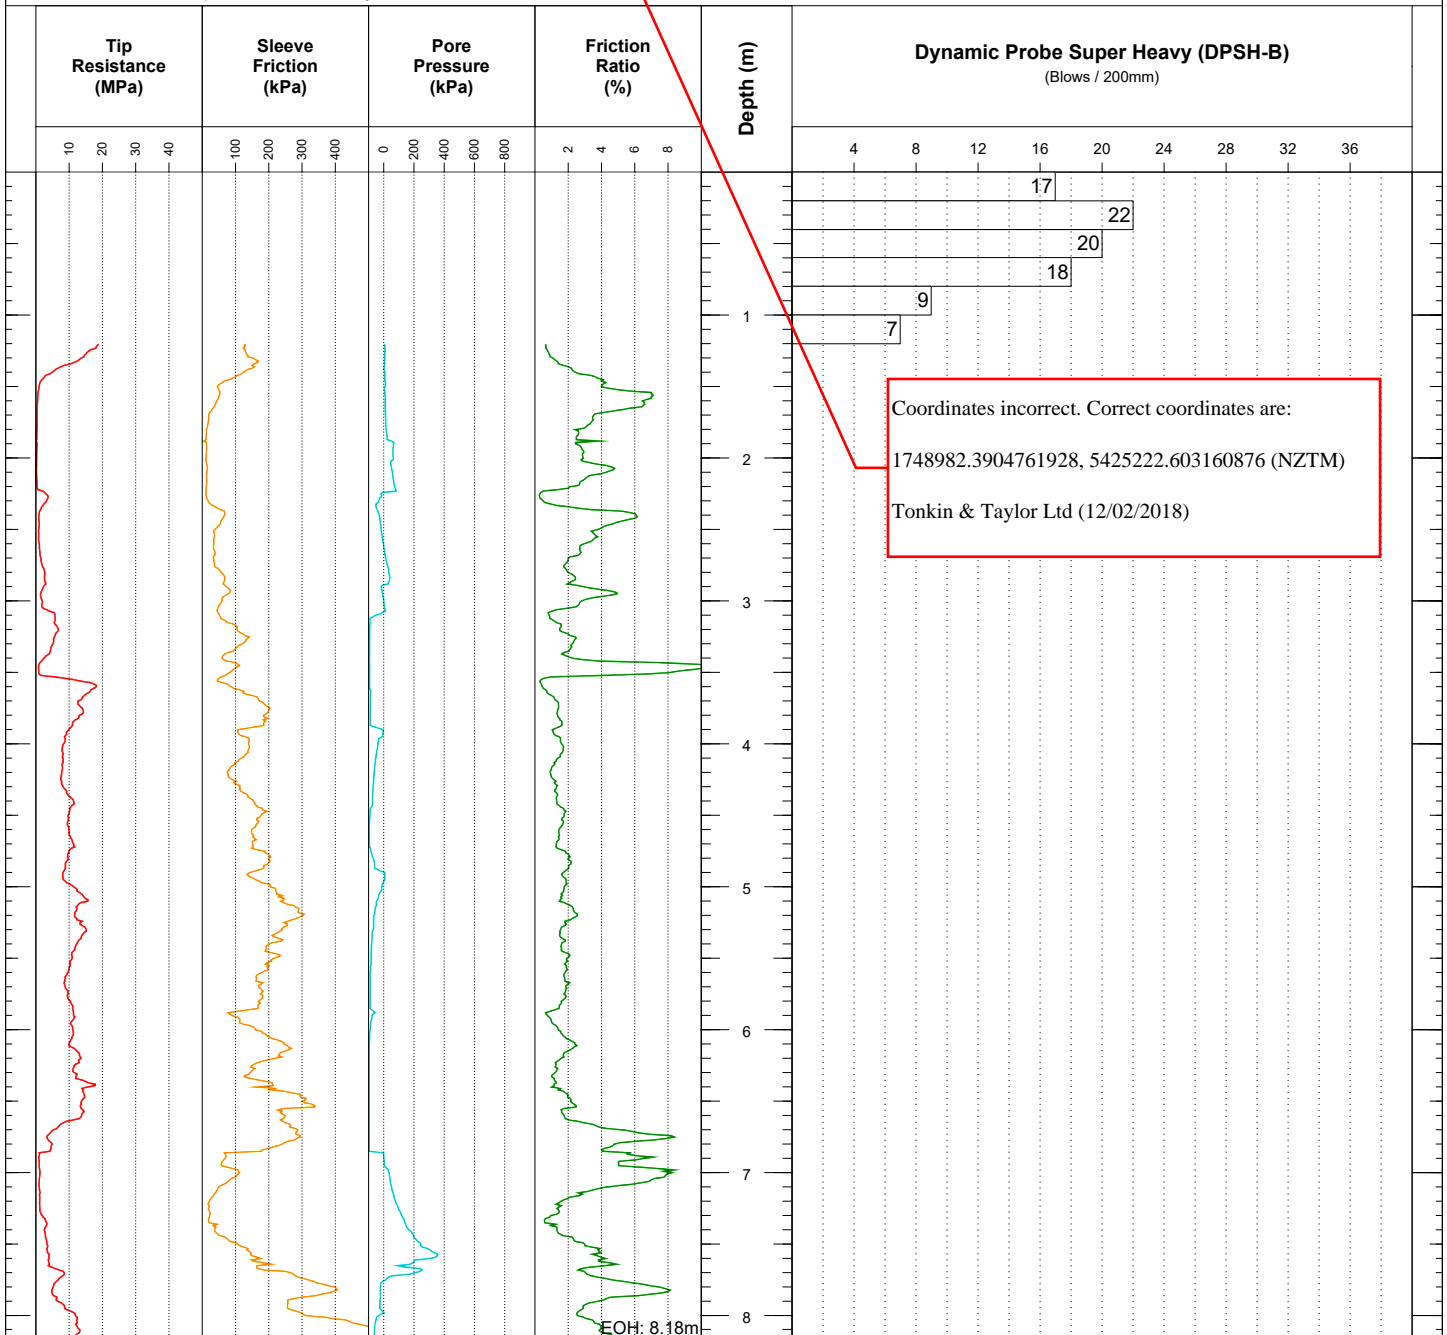 Tip
Resistance
(MPa)
Sleeve
Friction
(kPa)
Pore
Pressure
(kPa)
Friction
Ratio
(%)
Depth (m)
Dynamic Probe Super Heavy (DPSH-B)
(Blows / 200mm)
10 20 30 40
100 200 300 400
0 200 400 600 800
2 4 6 8
4 8 12 16 20 24 28 32 36
17
22
20
18
9
7
1
Coordinates incorrect. Correct coordinates are:
1748982.3904761928, 5425222.603160876 (NZTM)
Tonkin & Taylor Ltd (12/02/2018)
2
3
4
5
6
7
8
EOH: 8.18m